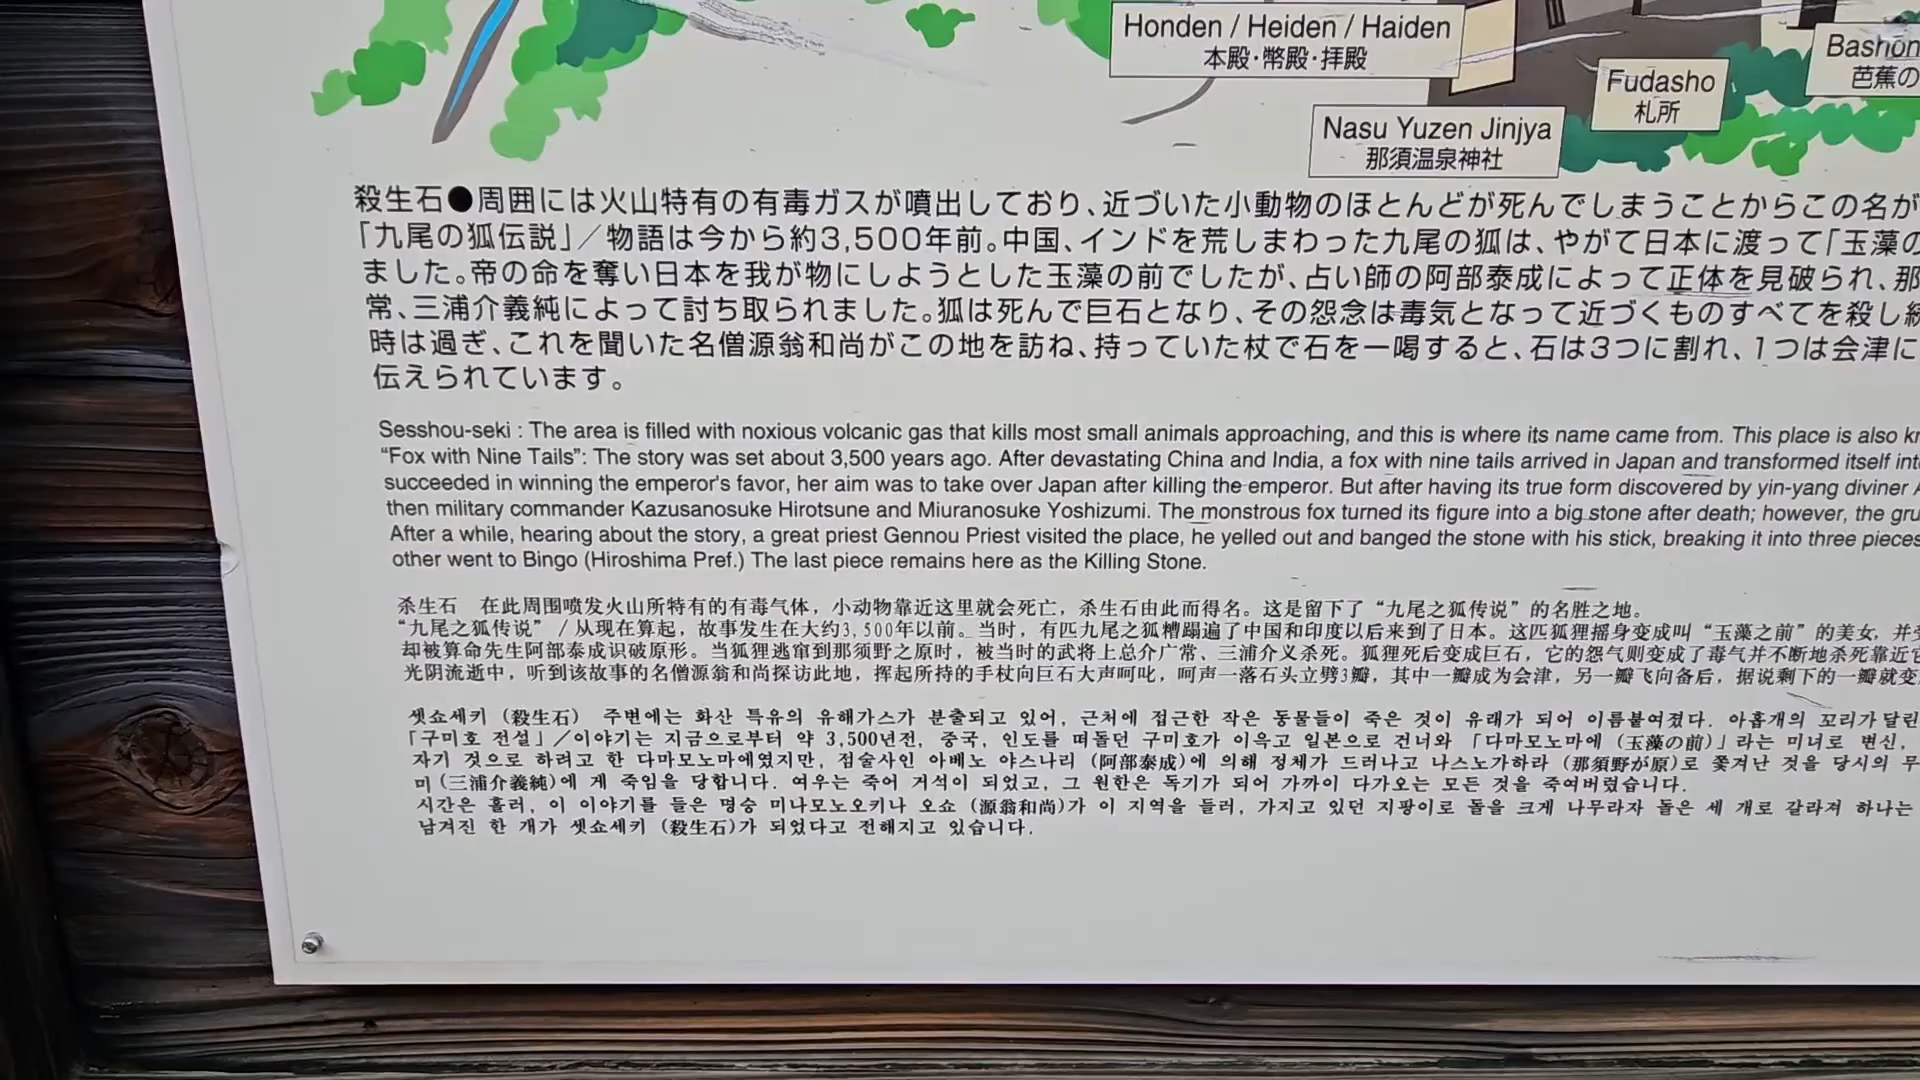 Honden / Heiden / Haiden
本殿・幣殿・拝殿
Bashon
芭蕉の
Fudasho
札所
Nasu Yuzen Jinjya
那須温泉神社
殺生石●周囲には火山特有の有毒ガスが噴出しており、近づいた小動物のほとんどが死んでしまうことからこの名が
「九尾の狐伝説」／物語は今から約3,500年前。中国、インドを荒しまわった九尾の狐は、やがて日本に渡って「玉藻の
ました。帝の命を奪い日本を我が物にしようとした玉藻の前でしたが、占い師の阿部泰成によって正体を見破られ、那
常、三浦介義純によって討ち取られました。狐は死んで巨石となり、その怨念は毒気となって近づくものすべてを殺し続
時は過ぎ、これを聞いた名僧源翁和尚がこの地を訪ね、持っていた杖で石を一喝すると、石は3つに割れ、1つは会津に
伝えられています。
Sesshou-seki : The area is filled with noxious volcanic gas that kills most small animals approaching, and this is where its name came from. This place is also
“Fox with Nine Tails”: The story was set about 3,500 years ago. After devastating China and India, a fox with nine tails arrived in Japan and transformed itself
succeeded in winning the emperor's favor, her aim was to take over Japan after killing the emperor. But after having its true form discovered by yin-yang diviner
then military commander Kazusanosuke Hirotsune and Miuranosuke Yoshizumi. The monstrous fox turned its figure into a big stone after death; however, the
After a while, hearing about the story, a great priest Gennou Priest visited the place, he yelled out and banged the stone with his stick, breaking it into three pieces
other went to Bingo (Hiroshima Pref.) The last piece remains here as the Killing Stone.
杀生石　在此周围喷发火山所特有的有毒气体，小动物靠近这里就会死亡，杀生石由此而得名。这是留下了“九尾之狐传说”的名胜之地。
“九尾之狐传说” / 从现在算起，故事发生在大约3,500年以前。当时，有匹九尾之狐糟蹋遍了中国和印度以后来到了日本。这匹狐狸摇身变成叫“玉藻之前”的美女，并
却被算命先生阿部泰成识破原形。当狐狸逃窜到那须野之原时，被当时的武将上总介广常、三浦介义杀死。狐狸死后变成巨石，它的怨气则变成了毒气并不断地杀死靠近
光阴流逝中，听到该故事的名僧源翁和尚探访此地，挥起所持的手杖向巨石大声呵叱，呵声一落石头立劈3瓣，其中一瓣成为会津，另一瓣飞向备后，据说剩下的一瓣就变
셋쇼세키 (殺生石) 주변에는 화산 특유의 유해가스가 분출되고 있어, 근처에 접근한 작은 동물들이 죽은 것이 유래가 되어 이름붙여졌다. 아홉개의 꼬리가 달린
「구미호 전설」／이야기는 지금으로부터 약 3,500년전, 중국, 인도를 떠돌던 구미호가 이윽고 일본으로 건너와 「다마모노마에 (玉藻の前)」라는 미녀로 변신,
자기 것으로 하려고 한 다마모노마에였지만, 점술사인 아베노 야스나리 (阿部泰成)에 의해 정체가 드러나고 나스노가하라 (那須野が原)로 쫓겨난 것을 당시의 무
미 (三浦介義純)에 게 죽임을 당합니다. 여우는 죽어 거석이 되었고, 그 원한은 독기가 되어 가까이 다가오는 모든 것을 죽여버렸습니다.
시간은 흘러, 이 이야기를 들은 명승 미나모노오키나 오쇼 (源翁和尚)가 이 지역을 들러, 가지고 있던 지팡이로 돌을 크게 나무라자 돌은 세 개로 갈라져 하나는
남겨진 한 개가 셋쇼세키 (殺生石)가 되었다고 전해지고 있습니다.